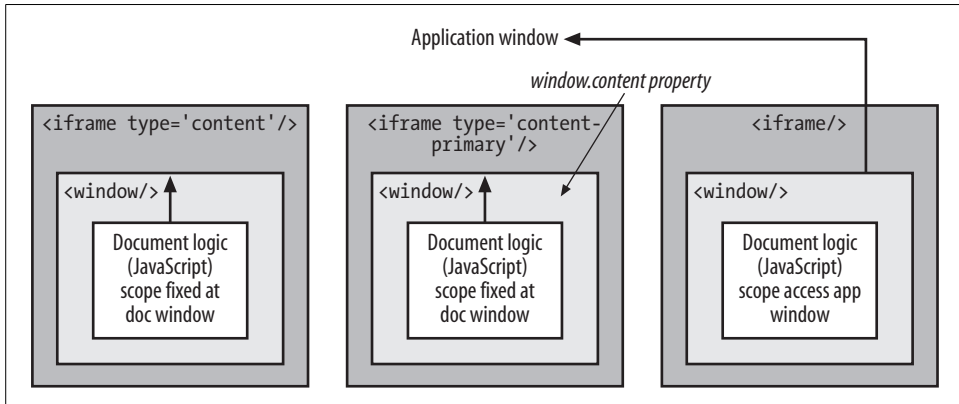 Application window
window.content property
<iframe type='content'/>
<window/>
Document logic
(JavaScript)
scope fixed at
doc window
<iframe type='content-
primary'/>
<window/>
Document logic
(JavaScript)
scope fixed at
doc window
<iframe/>
<window/>
Document logic
(JavaScript)
scope access app
window